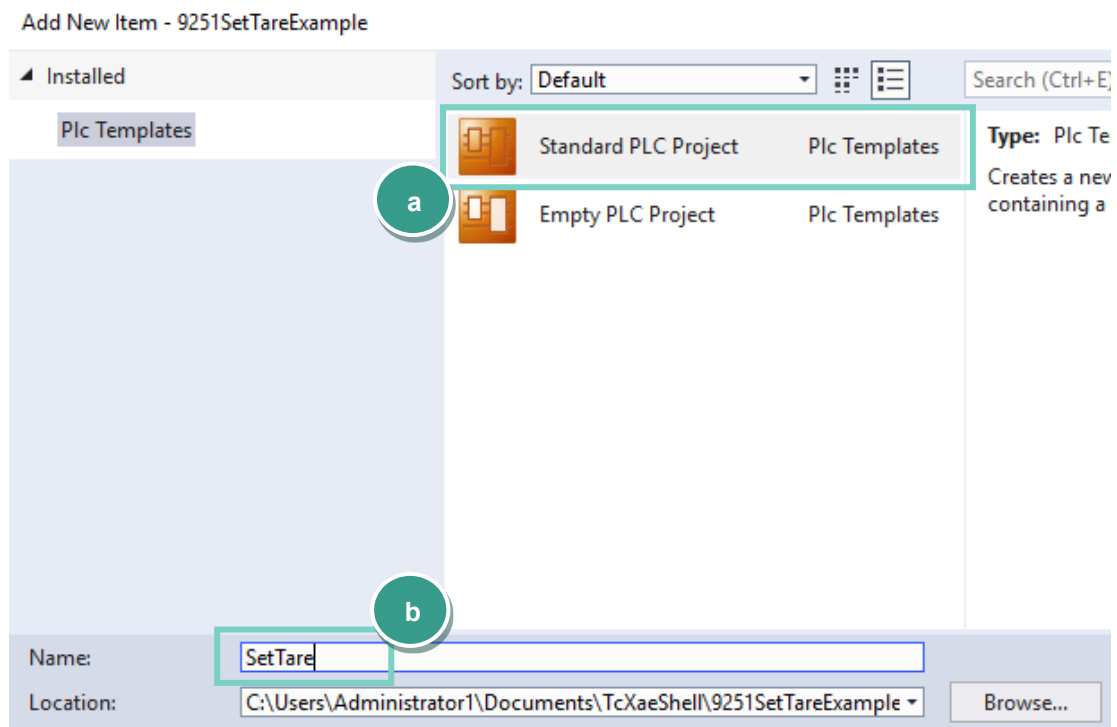 Add New Item - 9251SetTareExample
Installed
Plc Templates
Sort by: Default
Search (Ctrl+E)
Standard PLC Project Plc Templates
Empty PLC Project Plc Templates
Type: Plc Te
Creates a new
containing a
a
b
Name: SetTare
Location: C:\Users\Administrator1\Documents\TcXaeShell\9251SetTareExample
Browse...